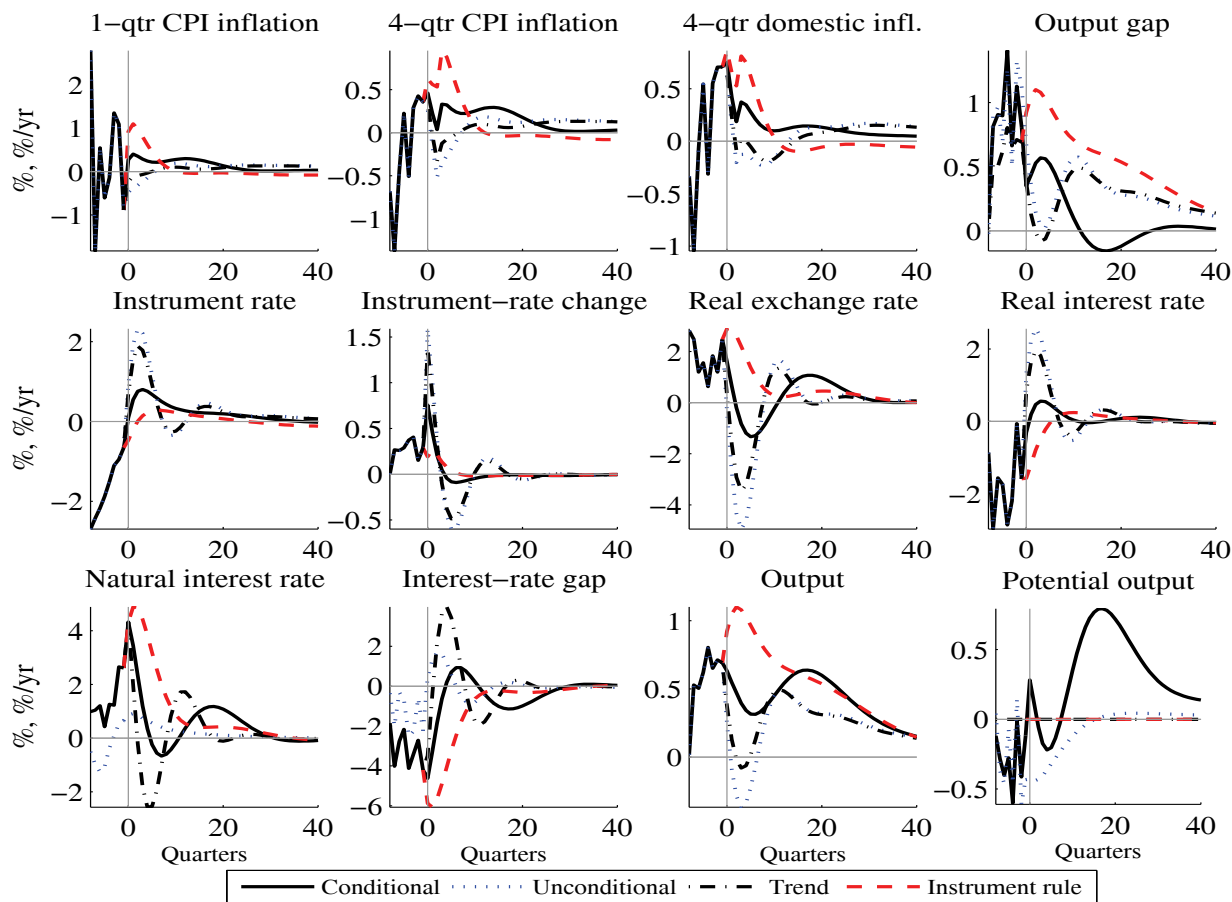 1−qtr CPI inflation
4−qtr CPI inflation
4−qtr domestic infl.
Output gap
%, %/yr
2
1
0
−1
0 20 40
0.5
0
−0.5
−1
0 20 40
0.5
0
−0.5
−1
0 20 40
1
0.5
0
0 20 40
Instrument rate
Instrument−rate change
Real exchange rate
Real interest rate
%, %/yr
2
0
−2
0 20 40
1.5
1
0.5
0
−0.5
0 20 40
2
0
−2
−4
0 20 40
2
0
−2
0 20 40
Natural interest rate
Interest−rate gap
Output
Potential output
%, %/yr
4
2
0
−2
0 20 40
Quarters
2
0
−2
−4
−6
0 20 40
Quarters
1
0.5
0
0 20 40
Quarters
0.5
0
−0.5
0 20 40
Quarters
Conditional Unconditional Trend Instrument rule